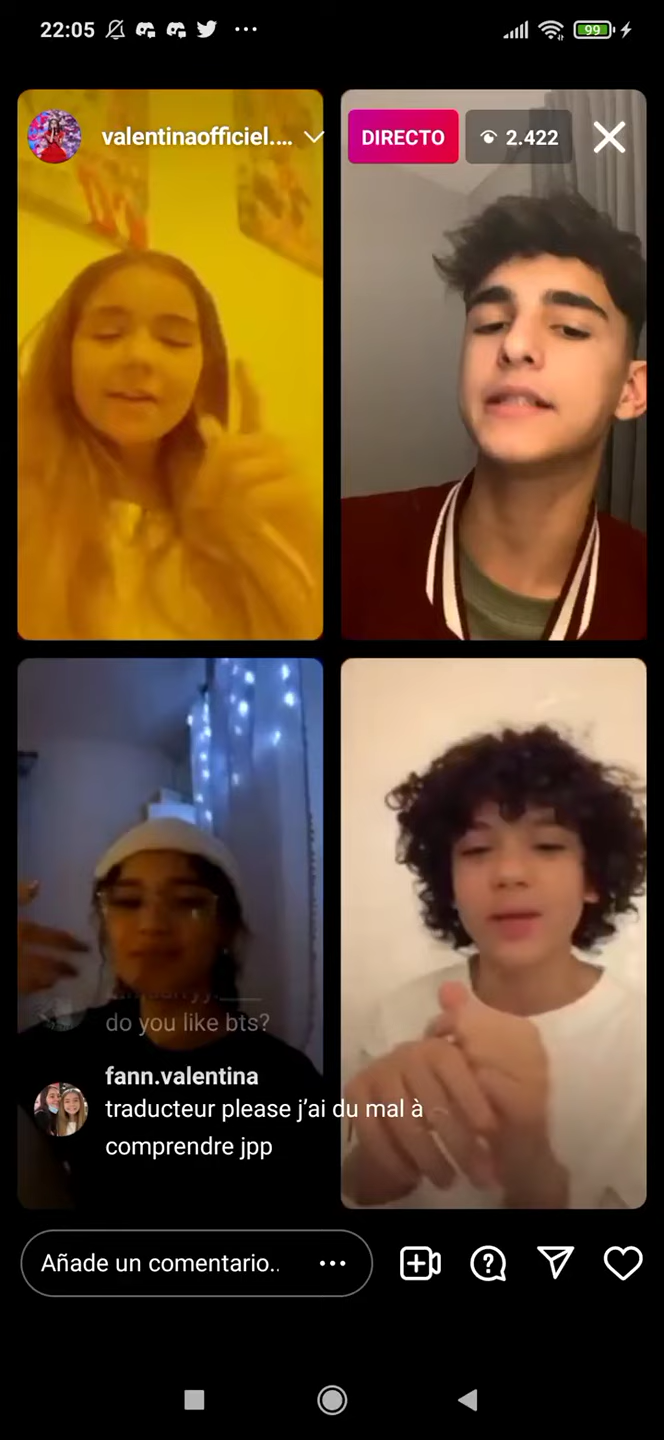 22:05
99
valentinaofficiel....
DIRECTO
2.422
do you like bts?
fann.valentina
traducteur please j'ai du mal à
comprendre jpp
Añade un comentario..